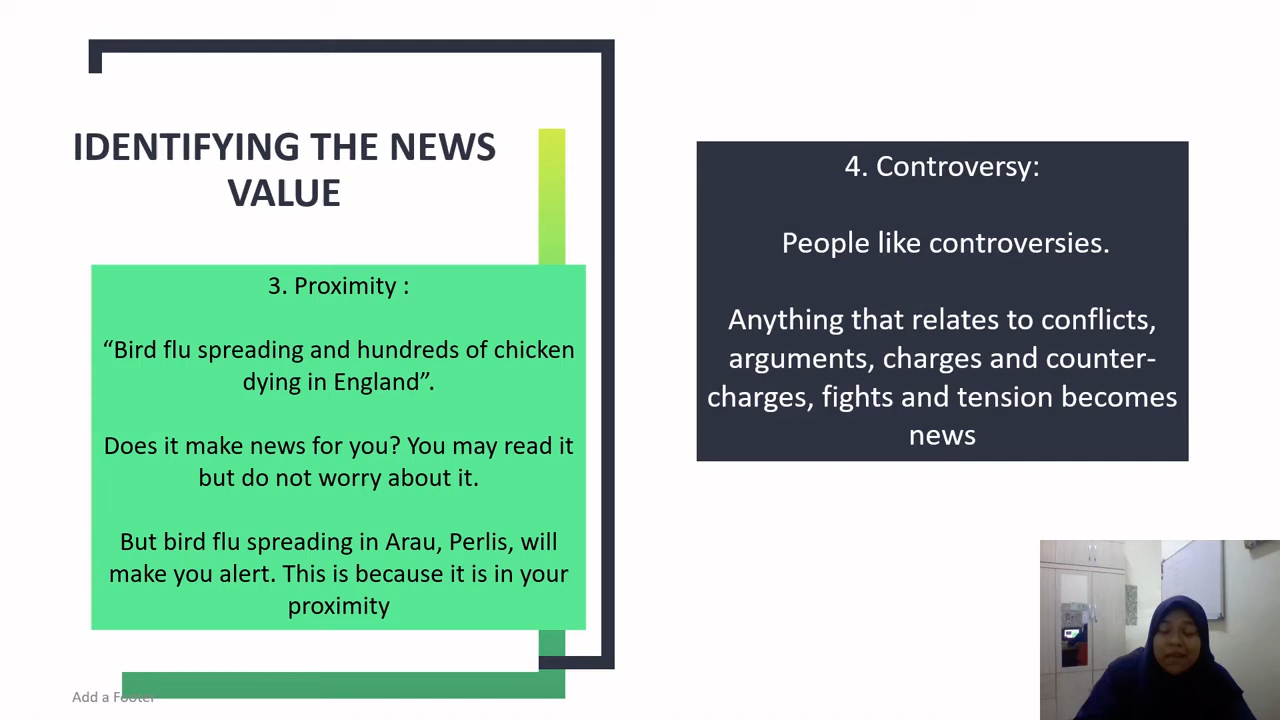 IDENTIFYING THE NEWS
VALUE
3. Proximity :
“Bird flu spreading and hundreds of chicken
dying in England”.
Does it make news for you? You may read it
but do not worry about it.
But bird flu spreading in Arau, Perlis, will
make you alert. This is because it is in your
proximity
4. Controversy:
People like controversies.
Anything that relates to conflicts,
arguments, charges and counter-
charges, fights and tension becomes
news
Add a Footer